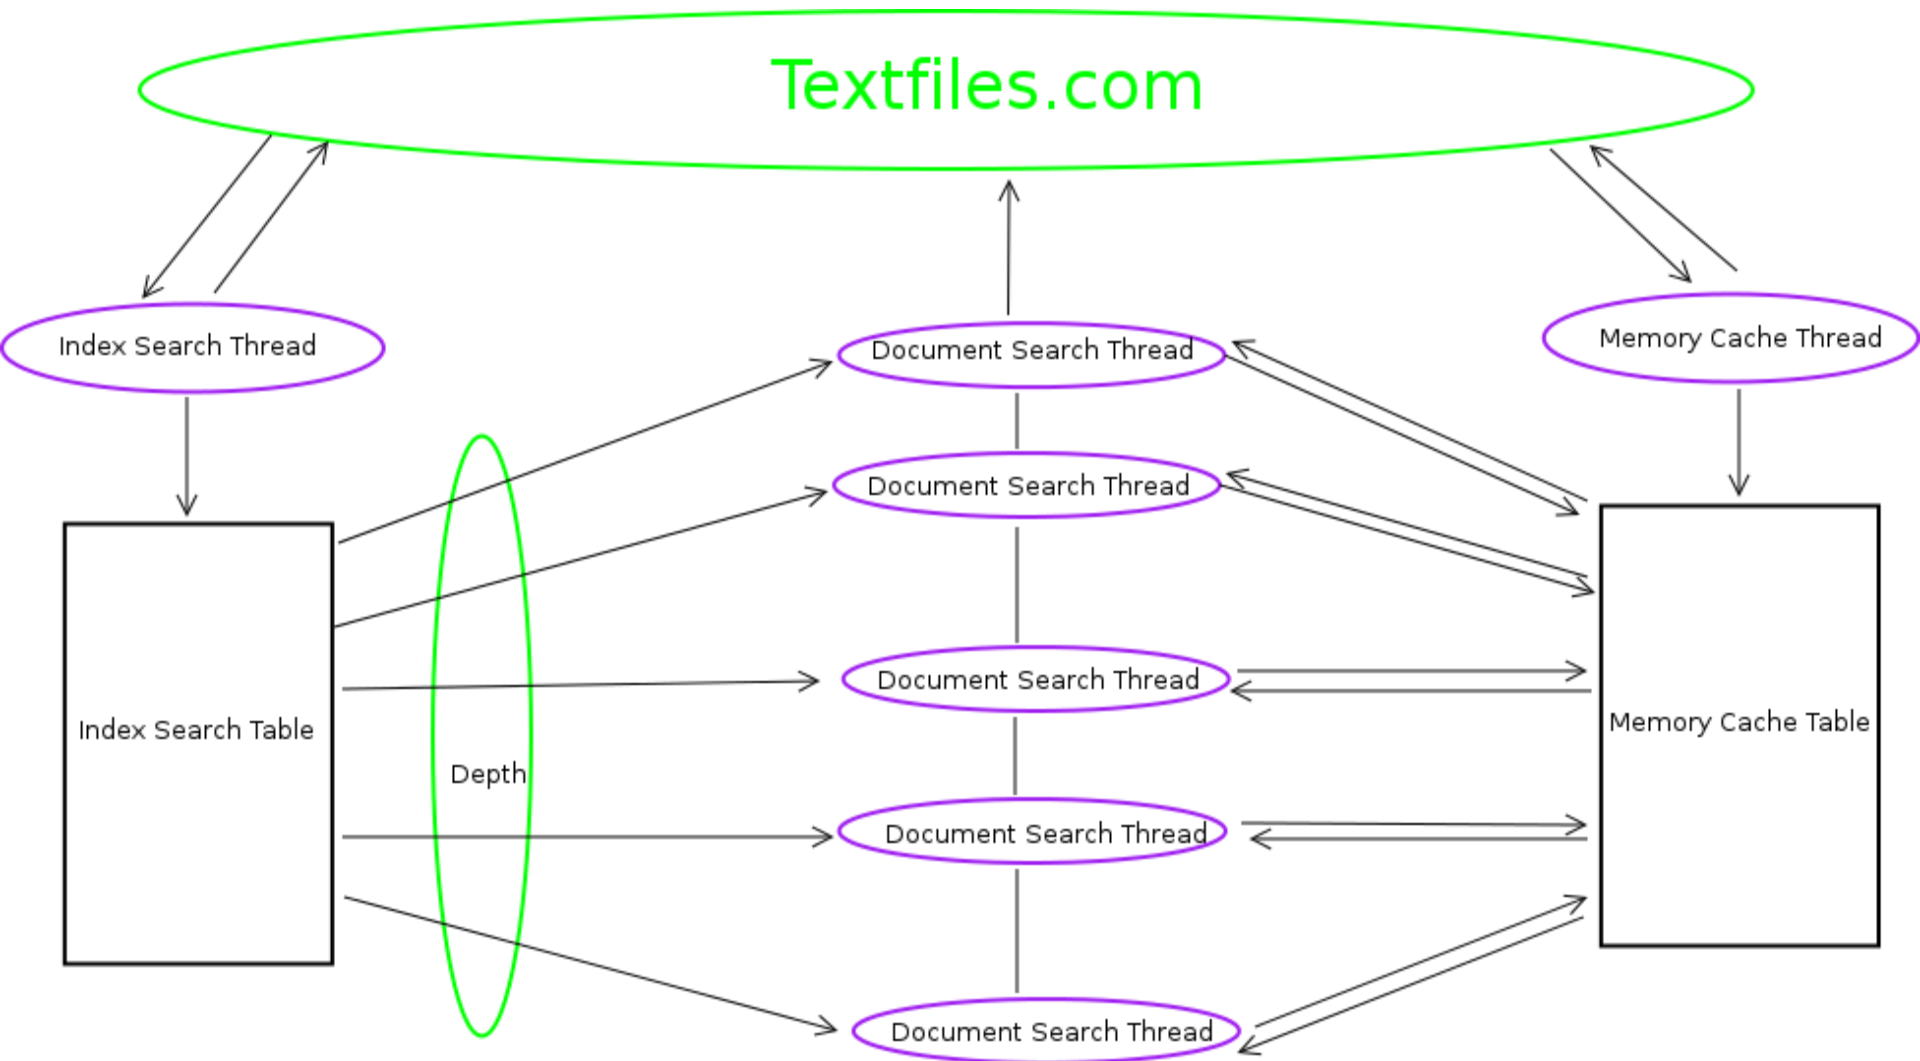 Textfiles.com
Index Search Thread
Document Search Thread
Memory Cache Thread
Document Search Thread
Document Search Thread
Index Search Table
Depth
Memory Cache Table
Document Search Thread
Document Search Thread